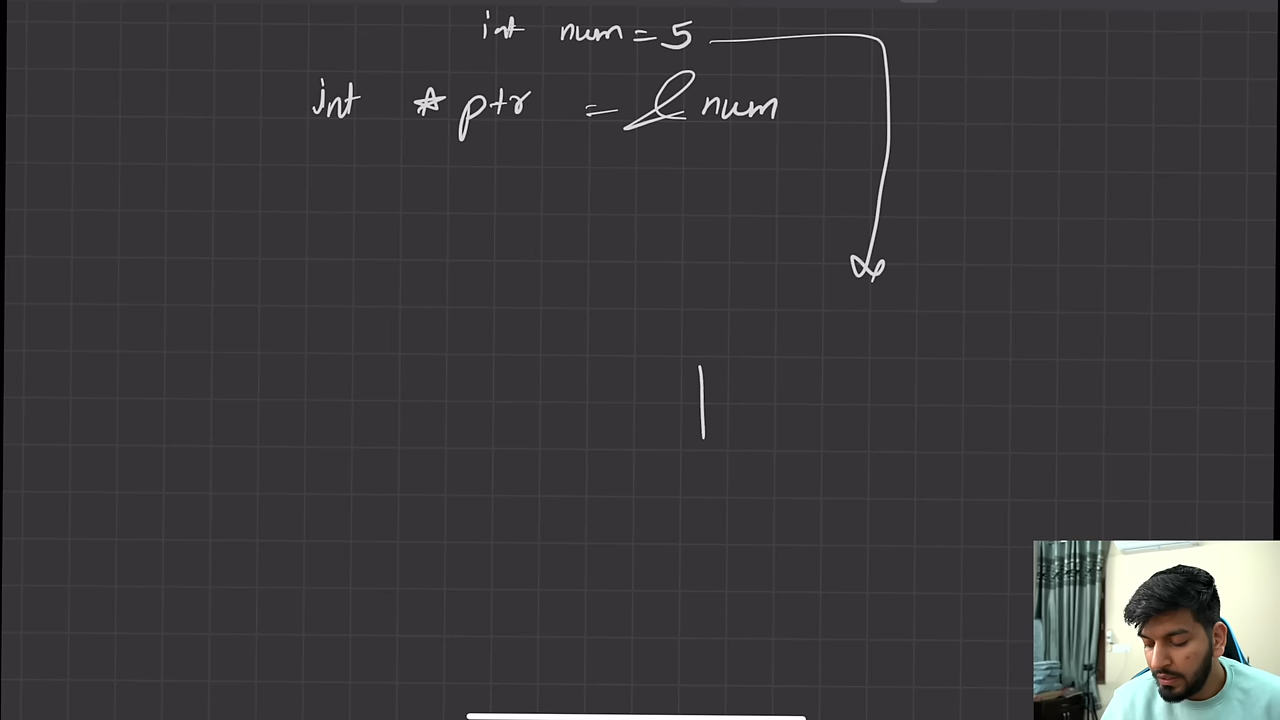 int num = 5
int * ptr = & num